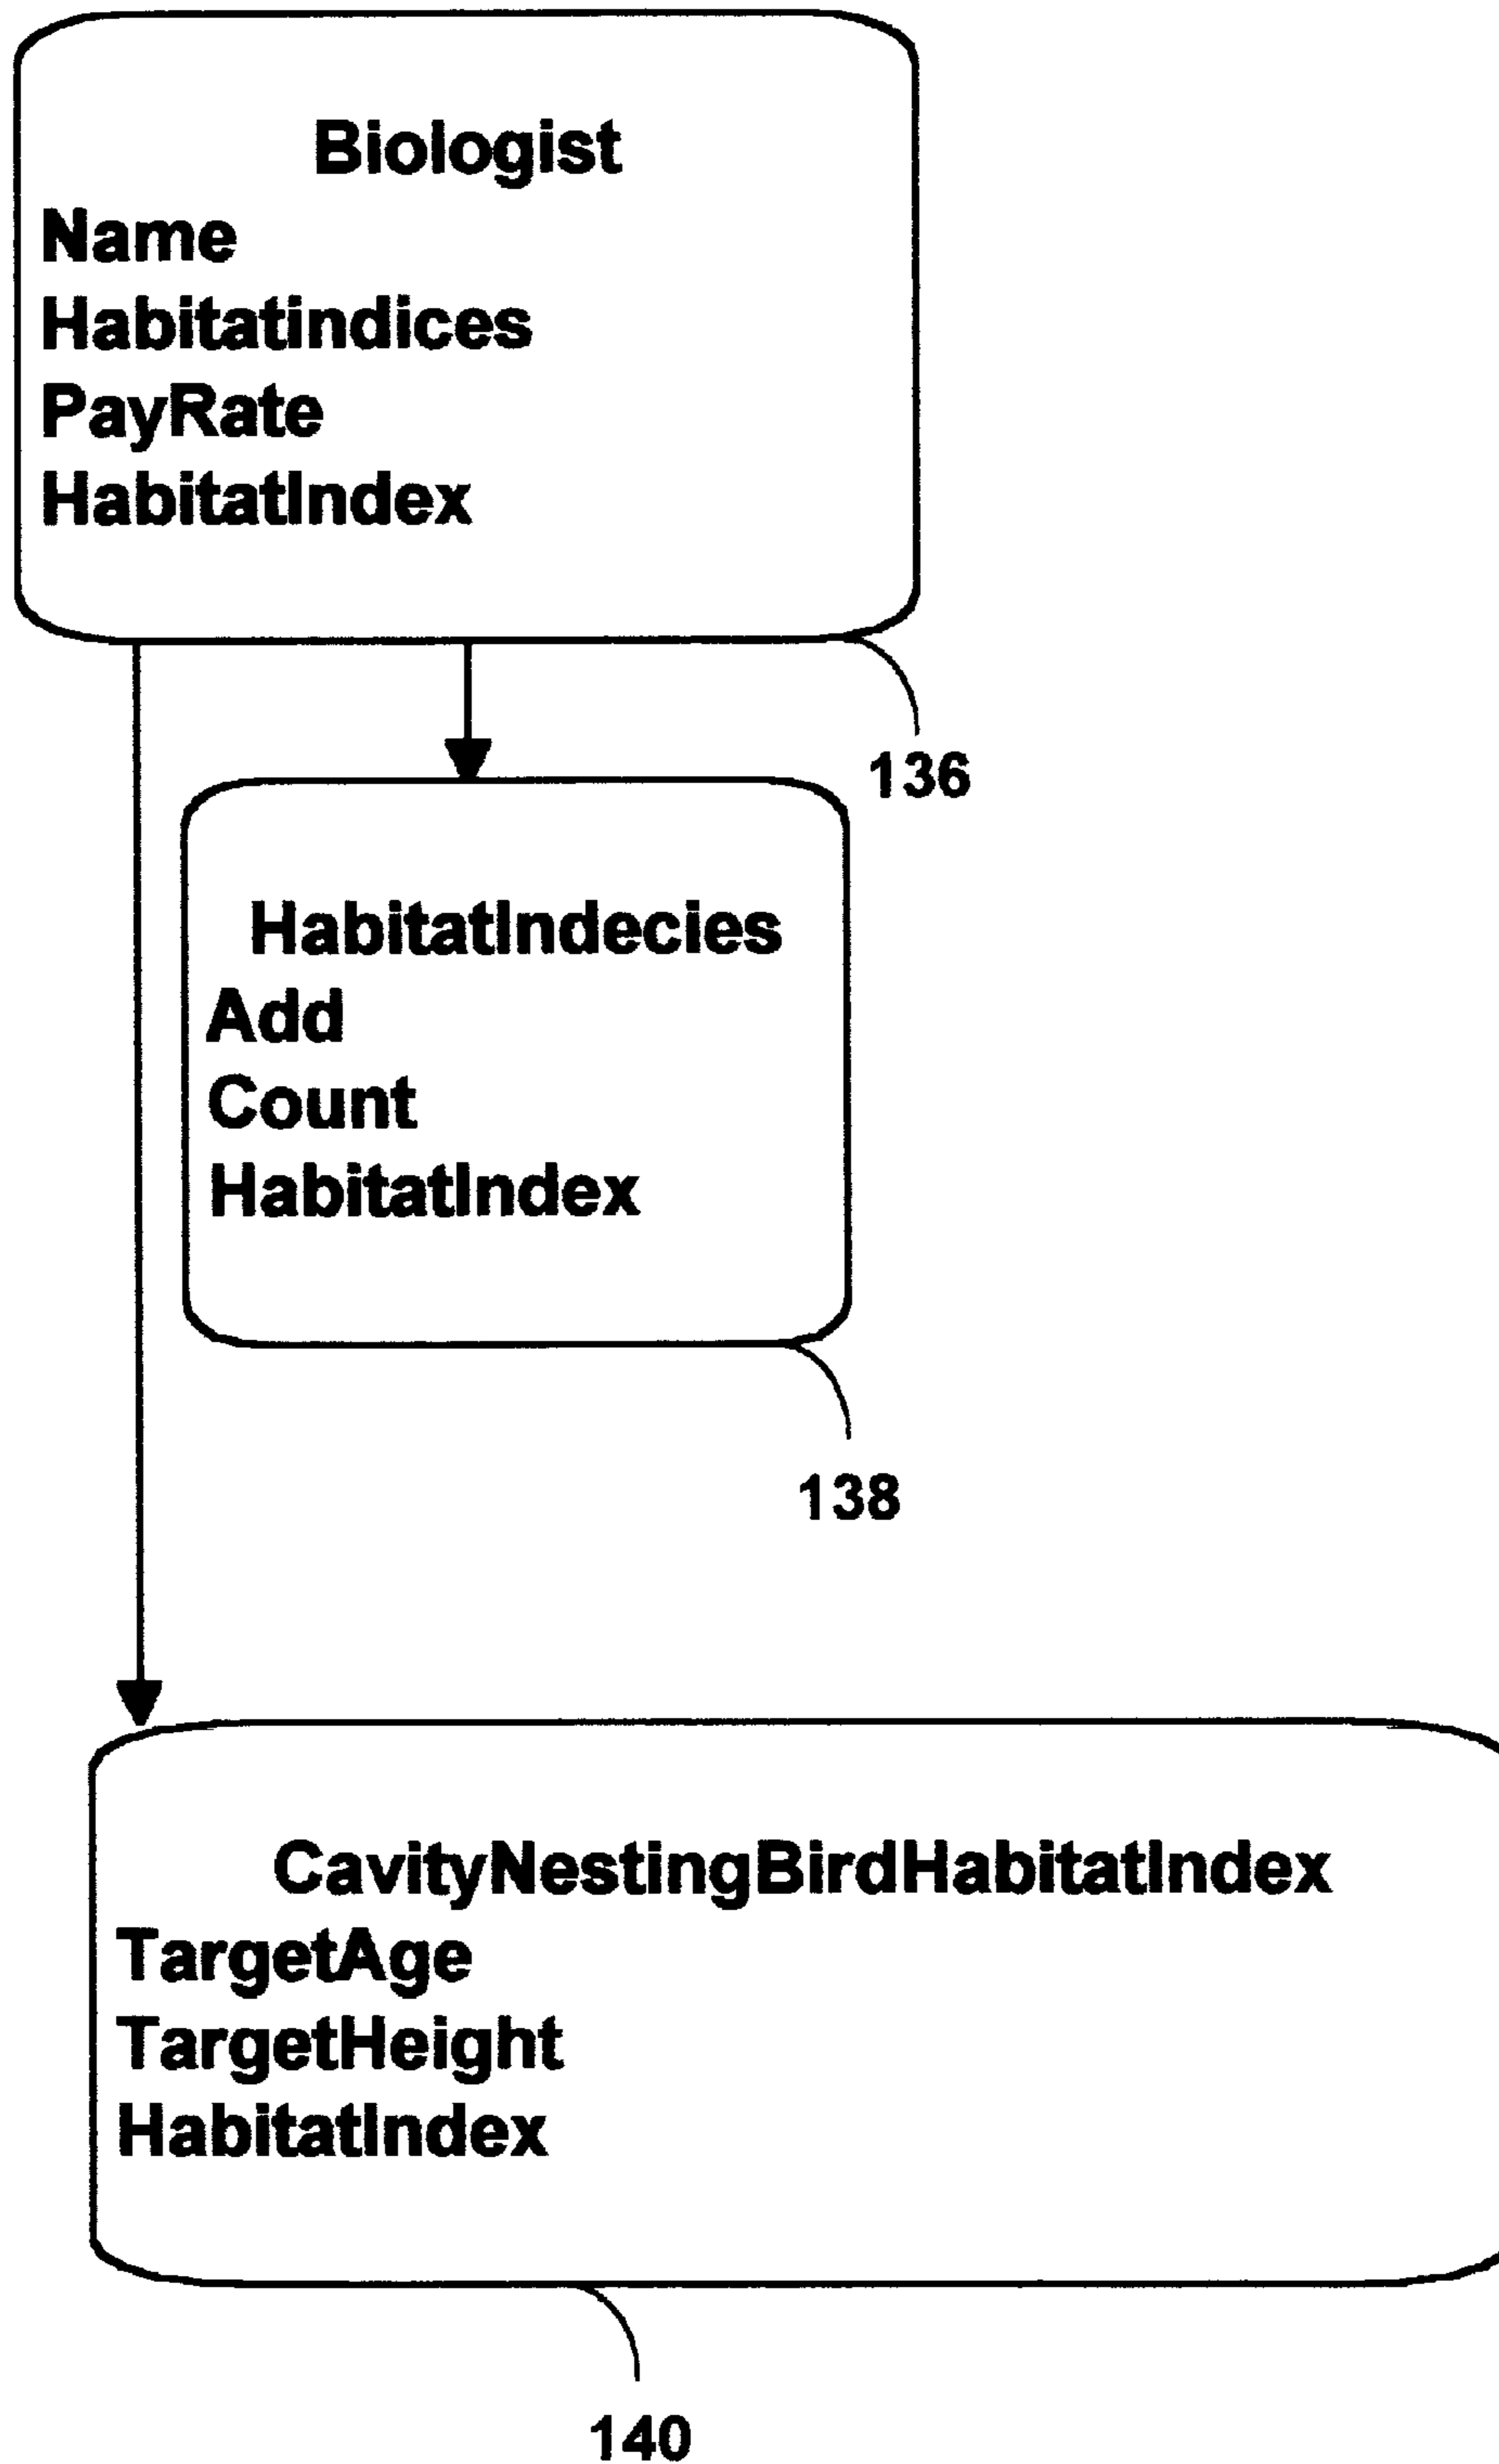 Biologist
Name
Habitatindices
PayRate
HabitatIndex
136
HabitatIndecies
Add
Count
HabitatIndex
138
CavityNestingBirdHabitatIndex
TargetAge
TargetHeight
HabitatIndex
140